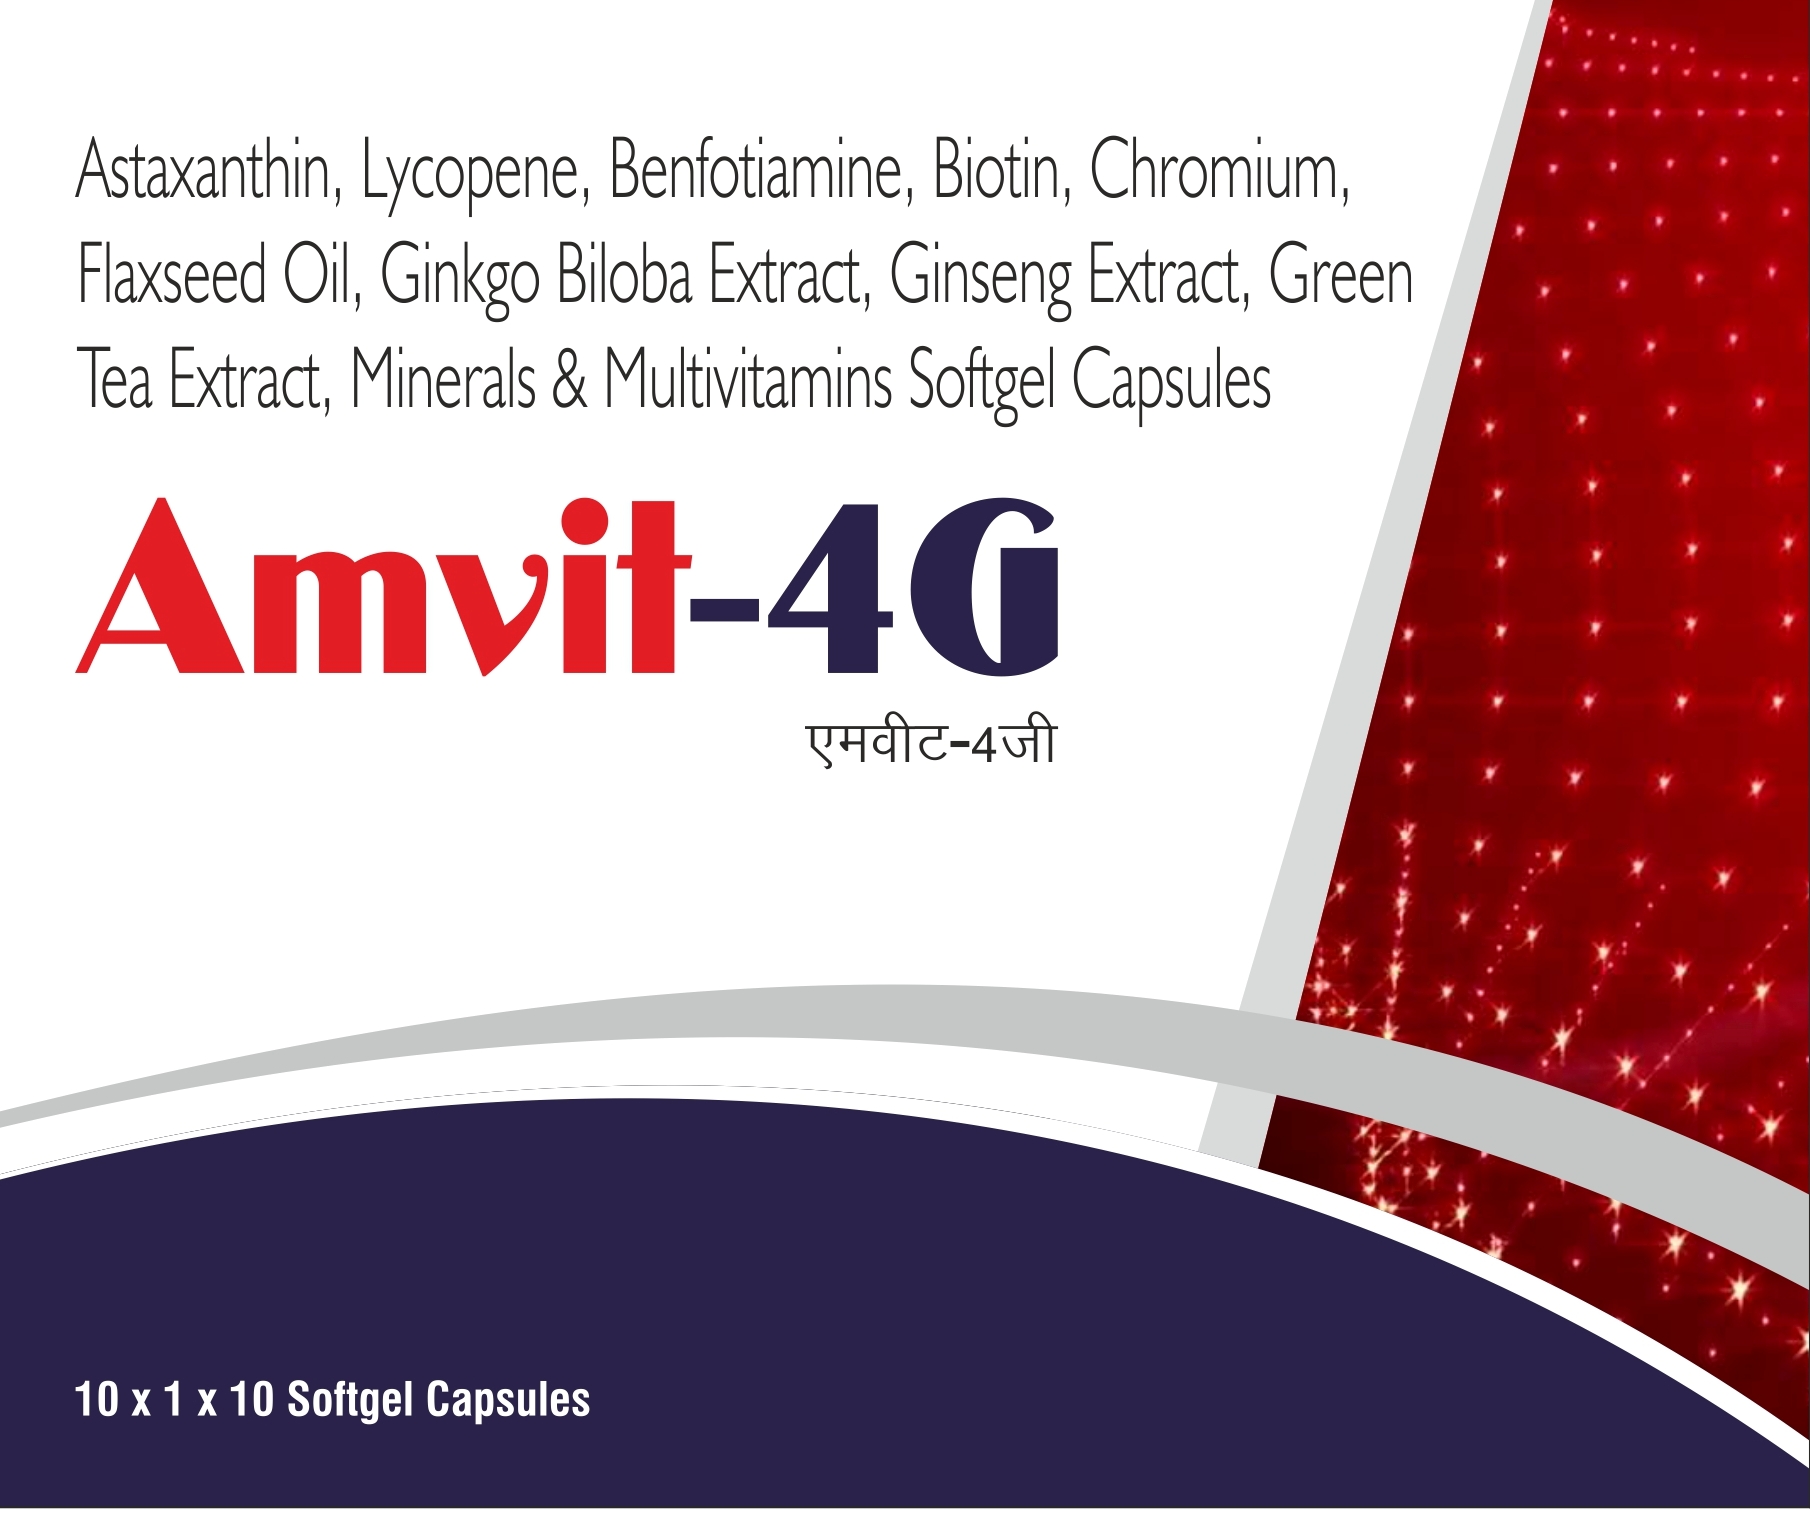 Astaxanthin, Lycopene, Benfotiamine, Biotin, Chromium,
Flaxseed Oil, Ginkgo Biloba Extract, Ginseng Extract, Green
Tea Extract, Minerals & Multivitamins Softgel Capsules
Amvit-4G
एमवीट-4जी
10 x 1 x 10 Softgel Capsules